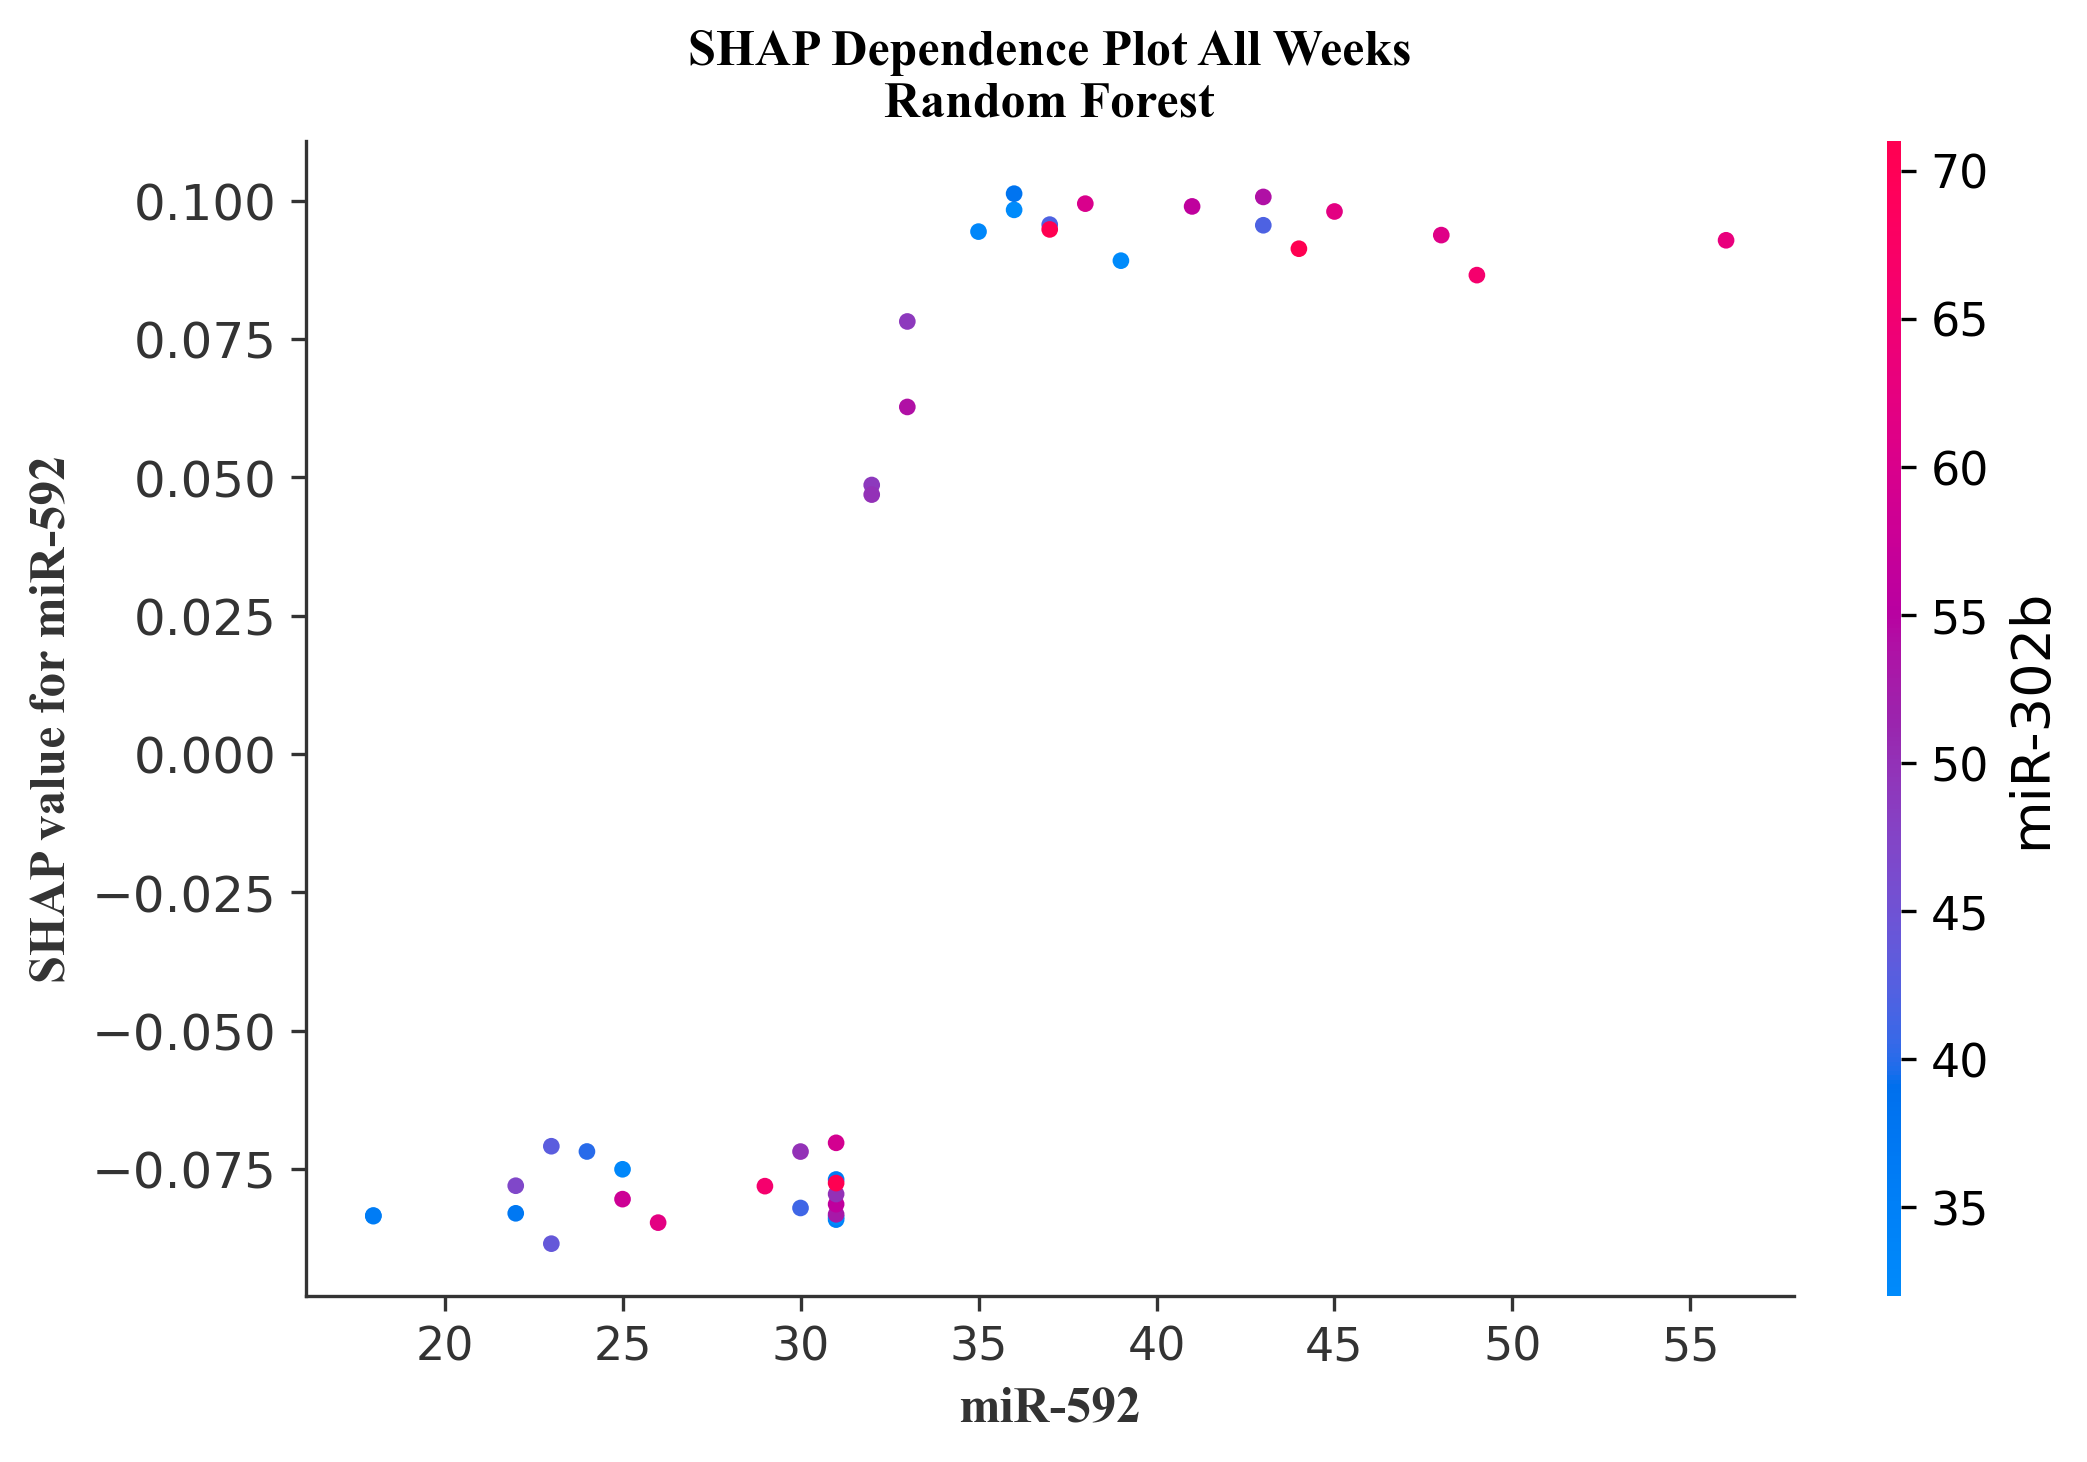 SHAP Dependence Plot All Weeks
Random Forest
SHAP value for miR-592
0.100
0.075
0.050
0.025
0.000
−0.025
−0.050
−0.075
20 25 30 35 40 45 50 55
miR-592
70
65
60
55
50
45
40
35
miR-302b